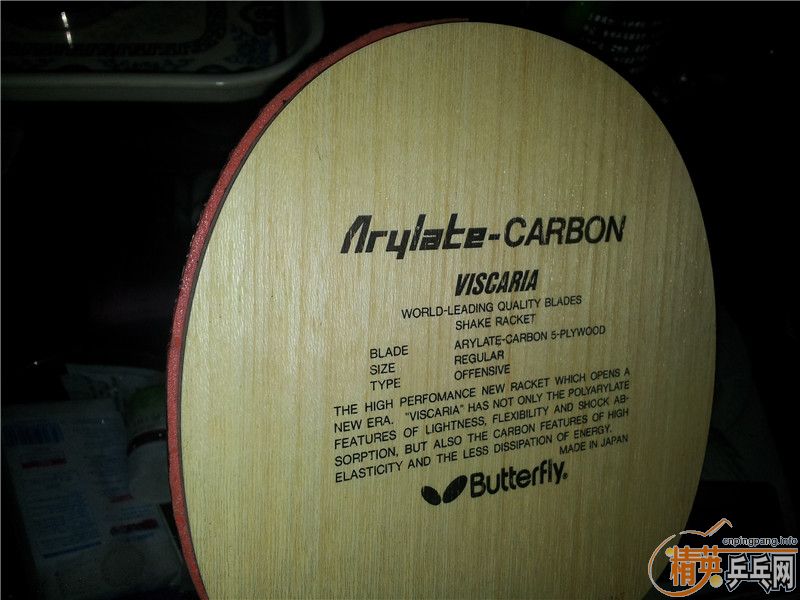 Arylate-CARBON
VISCARIA
WORLD-LEADING QUALITY BLADES
SHAKE RACKET
BLADE ARYLATE-CARBON 5-PLYWOOD
SIZE REGULAR
TYPE OFFENSIVE
THE HIGH PERFOMANCE NEW RACKET WHICH OPENS A
NEW ERA. "VISCARIA" HAS NOT ONLY THE POLYARYLATE
FEATURES OF LIGHTNESS, FLEXIBILITY AND SHOCK AB-
SORPTION, BUT ALSO THE CARBON FEATURES OF HIGH
ELASTICITY AND THE LESS DISSIPATION OF ENERGY.
MADE IN JAPAN
Butterfly®
cnpingpang.info
精英乒乓网